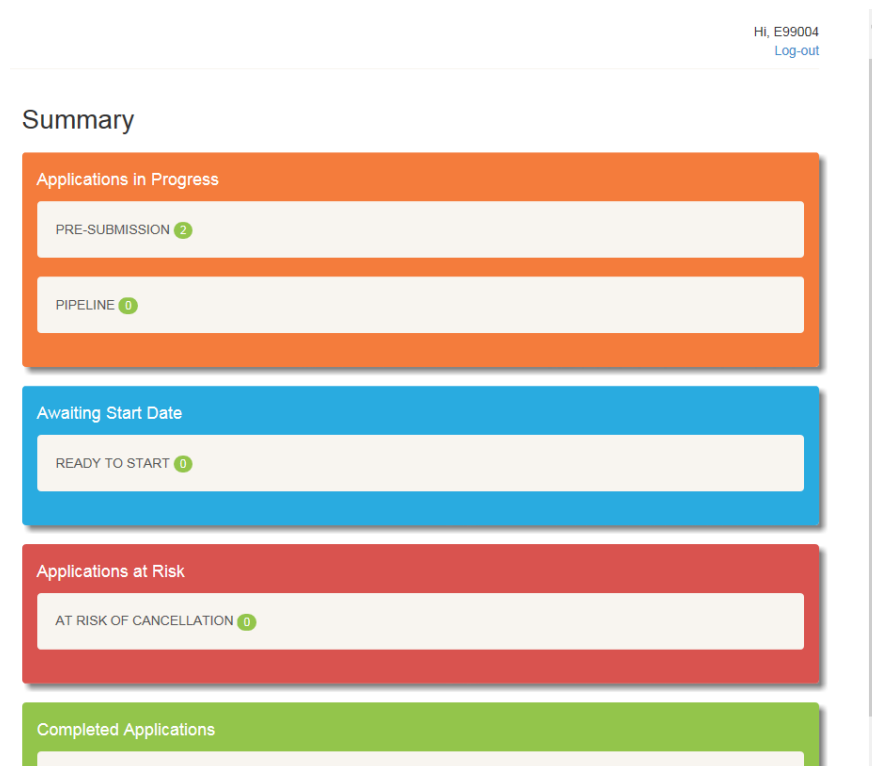 Hi, E99004
Log-out
Summary
Applications in Progress
PRE-SUBMISSION 2
PIPELINE 0
Awaiting Start Date
READY TO START 0
Applications at Risk
AT RISK OF CANCELLATION 0
Completed Applications